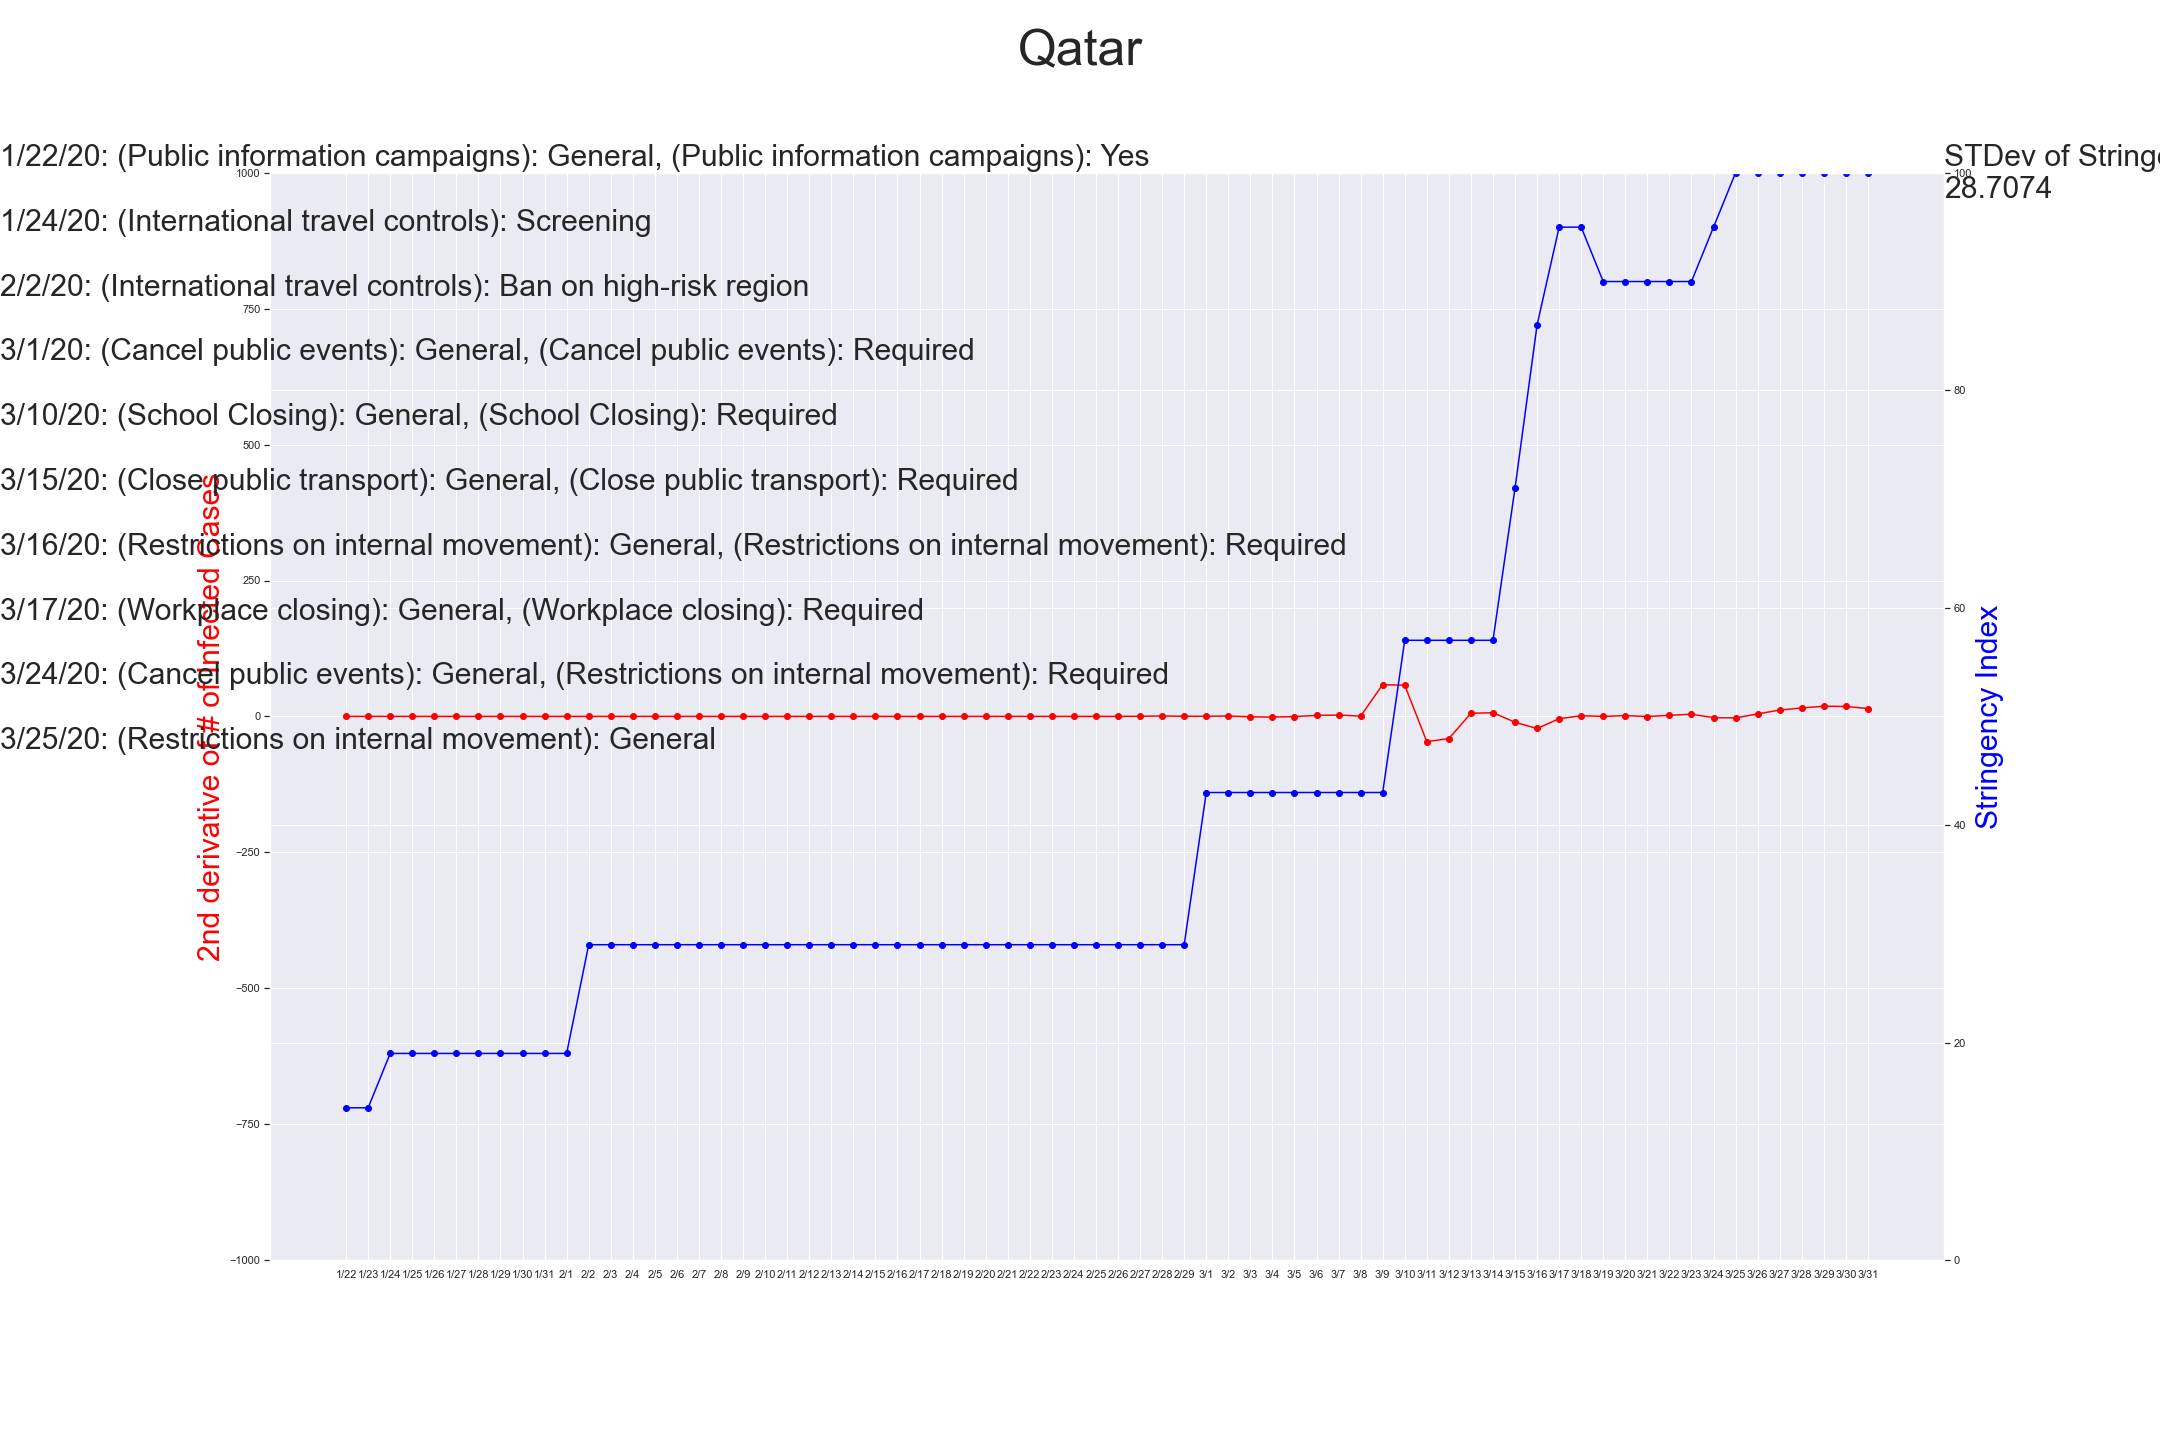 Qatar
1/22/20: (Public information campaigns): General, (Public information campaigns): Yes
STDev of Stringe
28.7074
1/24/20: (International travel controls): Screening
2/2/20: (International travel controls): Ban on high-risk region
3/1/20: (Cancel public events): General, (Cancel public events): Required
3/10/20: (School Closing): General, (School Closing): Required
3/15/20: (Close public transport): General, (Close public transport): Required
3/16/20: (Restrictions on internal movement): General, (Restrictions on internal movement): Required
3/17/20: (Workplace closing): General, (Workplace closing): Required
3/24/20: (Cancel public events): General, (Restrictions on internal movement): Required
3/25/20: (Restrictions on internal movement): General
2nd derivative of # of Infected Cases
1000
750
500
250
0
−250
−500
−750
−1000
Stringency Index
100
80
60
40
20
0
1/22 1/23 1/24 1/25 1/26 1/27 1/28 1/29 1/30 1/31 2/1 2/2 2/3 2/4 2/5 2/6 2/7 2/8 2/9 2/10 2/11 2/12 2/13 2/14 2/15 2/16 2/17 2/18 2/19 2/20 2/21 2/22 2/23 2/24 2/25 2/26 2/27 2/28 2/29 3/1 3/2 3/3 3/4 3/5 3/6 3/7 3/8 3/9 3/10 3/11 3/12 3/13 3/14 3/15 3/16 3/17 3/18 3/19 3/20 3/21 3/22 3/23 3/24 3/25 3/26 3/27 3/28 3/29 3/30 3/31